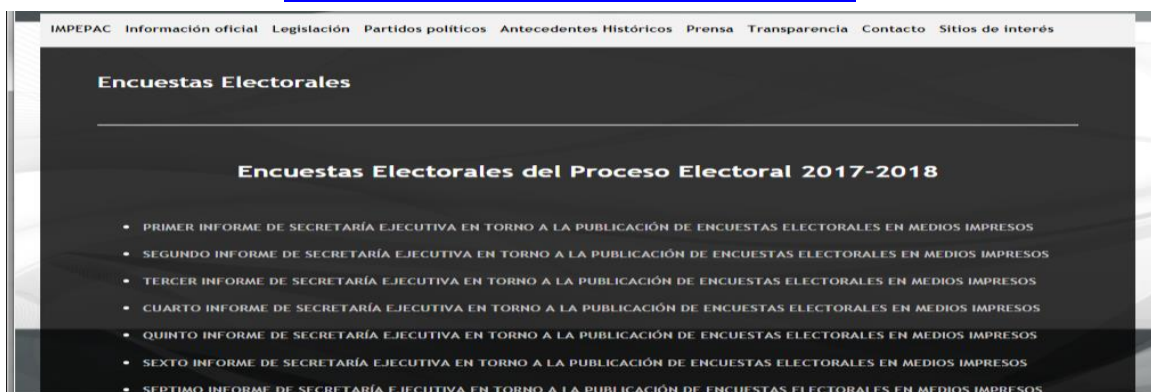 IMPEPAC Información oficial Legislación Partidos políticos Antecedentes Históricos Prensa Transparencia Contacto Sitios de interés
Encuestas Electorales
Encuestas Electorales del Proceso Electoral 2017-2018
• PRIMER INFORME DE SECRETARÍA EJECUTIVA EN TORNO A LA PUBLICACIÓN DE ENCUESTAS ELECTORALES EN MEDIOS IMPRESOS
• SEGUNDO INFORME DE SECRETARÍA EJECUTIVA EN TORNO A LA PUBLICACIÓN DE ENCUESTAS ELECTORALES EN MEDIOS IMPRESOS
• TERCER INFORME DE SECRETARÍA EJECUTIVA EN TORNO A LA PUBLICACIÓN DE ENCUESTAS ELECTORALES EN MEDIOS IMPRESOS
• CUARTO INFORME DE SECRETARÍA EJECUTIVA EN TORNO A LA PUBLICACIÓN DE ENCUESTAS ELECTORALES EN MEDIOS IMPRESOS
• QUINTO INFORME DE SECRETARÍA EJECUTIVA EN TORNO A LA PUBLICACIÓN DE ENCUESTAS ELECTORALES EN MEDIOS IMPRESOS
• SEXTO INFORME DE SECRETARÍA EJECUTIVA EN TORNO A LA PUBLICACIÓN DE ENCUESTAS ELECTORALES EN MEDIOS IMPRESOS
• SEPTIMO INFORME DE SECRETARÍA EJECUTIVA EN TORNO A LA PUBLICACIÓN DE ENCUESTAS ELECTORALES EN MEDIOS IMPRESOS